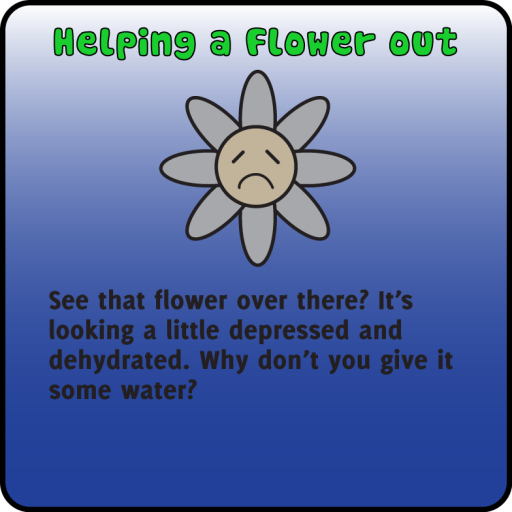 Helping a Flower out
See that flower over there? It's
looking a little depressed and
dehydrated. Why don't you give it
some water?